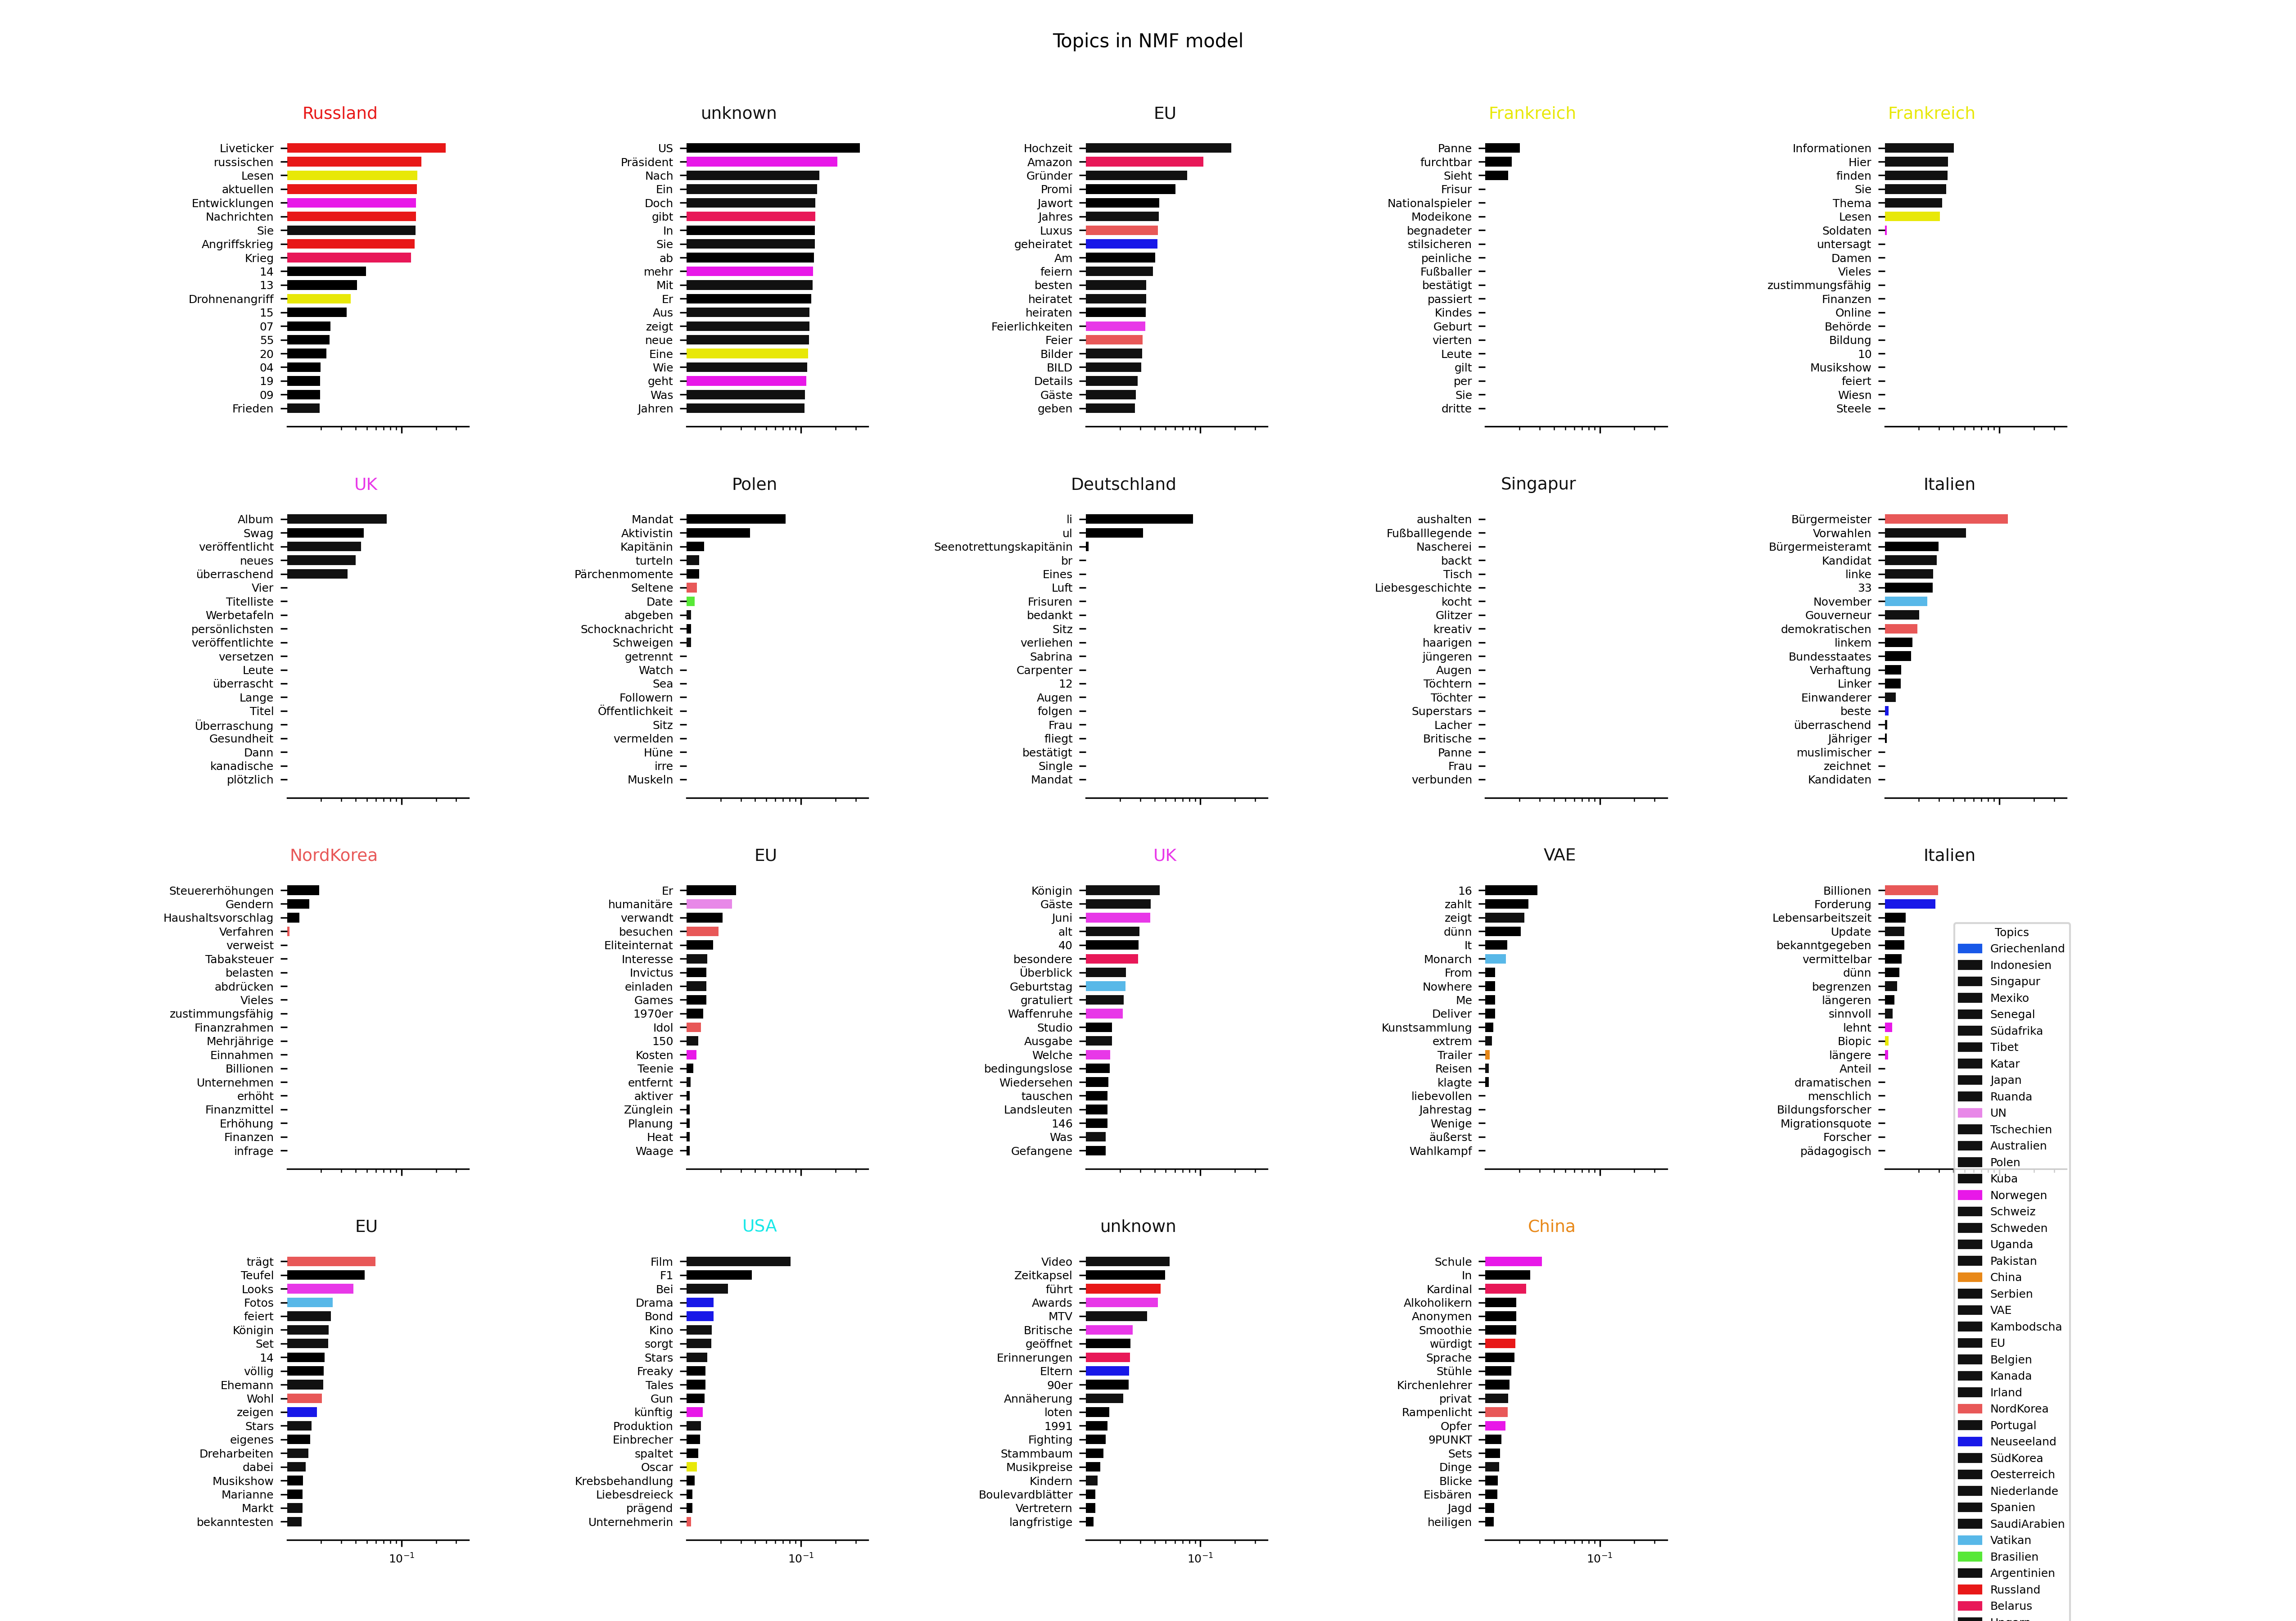 Topics in NMF model
Russland
Liveticker
russischen
Lesen
aktuellen
Entwicklungen
Nachrichten
Sie
Angriffskrieg
Krieg
14
13
Drohnenangriff
15
07
55
20
04
19
09
Frieden
unknown
US
Präsident
Nach
Ein
Doch
gibt
In
Sie
ab
mehr
Mit
Er
Aus
zeigt
neue
Eine
Wie
geht
Was
Jahren
EU
Hochzeit
Amazon
Gründer
Promi
Jawort
Jahres
Luxus
geheiratet
Am
feiern
besten
heiratet
heiraten
Feierlichkeiten
Feier
Bilder
BILD
Details
Gäste
geben
Frankreich
Panne
furchtbar
Sieht
Frisur
Nationalspieler
Modeikone
begnadeter
stilsicheren
peinliche
Fußballer
bestätigt
passiert
Kindes
Geburt
vierten
Leute
gilt
per
Sie
dritte
Frankreich
Informationen
Hier
finden
Sie
Thema
Lesen
Soldaten
untersagt
Damen
Vieles
zustimmungsfähig
Finanzen
Online
Behörde
Bildung
10
Musikshow
feiert
Wiesn
Steele
UK
Album
Swag
veröffentlicht
neues
überraschend
Vier
Titelliste
Werbetafeln
persönlichsten
veröffentlichte
versetzen
Leute
überrascht
Lange
Titel
Überraschung
Gesundheit
Dann
kanadische
plötzlich
Polen
Mandat
Aktivistin
Kapitänin
turteln
Pärchenmomente
Seltene
Date
abgeben
Schocknachricht
Schweigen
getrennt
Watch
Sea
Followern
Öffentlichkeit
Sitz
vermelden
Hüne
irre
Muskeln
Deutschland
li
ul
Seenotrettungskapitänin
br
Eines
Luft
Frisuren
bedankt
Sitz
verliehen
Sabrina
Carpenter
12
Augen
folgen
Frau
fliegt
bestätigt
Single
Mandat
Singapur
aushalten
Fußballlegende
Nascherei
backt
Tisch
Liebesgeschichte
kocht
Glitzer
kreativ
haarigen
jüngeren
Augen
Töchtern
Töchter
Superstars
Lacher
Britische
Panne
Frau
verbunden
Italien
Bürgermeister
Vorwahlen
Bürgermeisteramt
Kandidat
linke
33
November
Gouverneur
demokratischen
linkem
Bundesstaates
Verhaftung
Linker
Einwanderer
beste
überraschend
Jähriger
muslimischer
zeichnet
Kandidaten
NordKorea
Steuererhöhungen
Gendern
Haushaltsvorschlag
Verfahren
verweist
Tabaksteuer
belasten
abdrücken
Vieles
zustimmungsfähig
Finanzrahmen
Mehrjährige
Einnahmen
Billionen
Unternehmen
erhöht
Finanzmittel
Erhöhung
Finanzen
infrage
EU
Er
humanitäre
verwandt
besuchen
Eliteinternat
Interesse
Invictus
einladen
Games
1970er
Idol
150
Kosten
Teenie
entfernt
aktiver
Zünglein
Planung
Heat
Waage
UK
Königin
Gäste
Juni
alt
40
besondere
Überblick
Geburtstag
gratuliert
Waffenruhe
Studio
Ausgabe
Welche
bedingungslose
Wiedersehen
tauschen
Landsleuten
146
Was
Gefangene
VAE
16
zahlt
zeigt
dünn
It
Monarch
From
Nowhere
Me
Deliver
Kunstsammlung
extrem
Trailer
Reisen
klagte
liebevollen
Jahrestag
Wenige
äußerst
Wahlkampf
Italien
Billionen
Forderung
Lebensarbeitszeit
Update
bekanntgegeben
vermittelbar
dünn
begrenzen
längeren
sinnvoll
lehnt
Biopic
längere
Anteil
dramatischen
menschlich
Bildungsforscher
Migrationsquote
Forscher
pädagogisch
EU
trägt
Teufel
Looks
Fotos
feiert
Königin
Set
14
völlig
Ehemann
Wohl
zeigen
Stars
eigenes
Dreharbeiten
dabei
Musikshow
Marianne
Markt
bekanntesten
10⁻¹
USA
Film
F1
Bei
Drama
Bond
Kino
sorgt
Stars
Freaky
Tales
Gun
künftig
Produktion
Einbrecher
spaltet
Oscar
Krebsbehandlung
Liebesdreieck
prägend
Unternehmerin
10⁻¹
unknown
Video
Zeitkapsel
führt
Awards
MTV
Britische
geöffnet
Erinnerungen
Eltern
90er
Annäherung
loten
1991
Fighting
Stammbaum
Musikpreise
Kindern
Boulevardblätter
Vertretern
langfristige
10⁻¹
China
Schule
In
Kardinal
Alkoholikern
Anonymen
Smoothie
würdigt
Sprache
Stühle
Kirchenlehrer
privat
Rampenlicht
Opfer
9PUNKT
Sets
Dinge
Blicke
Eisbären
Jagd
heiligen
10⁻¹
Topics
Griechenland
Indonesien
Singapur
Mexiko
Senegal
Südafrika
Tibet
Katar
Japan
Ruanda
UN
Tschechien
Australien
Polen
Kuba
Norwegen
Schweiz
Schweden
Uganda
Pakistan
China
Serbien
VAE
Kambodscha
EU
Belgien
Kanada
Irland
NordKorea
Portugal
Neuseeland
SüdKorea
Oesterreich
Niederlande
Spanien
SaudiArabien
Vatikan
Brasilien
Argentinien
Russland
Belarus